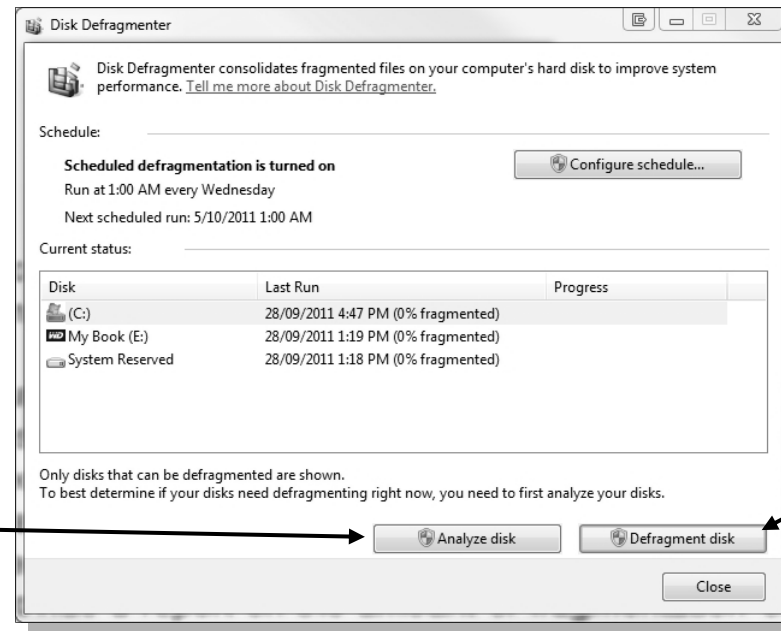 Disk Defragmenter
Disk Defragmenter consolidates fragmented files on your computer's hard disk to improve system
performance. Tell me more about Disk Defragmenter.
Schedule:
Scheduled defragmentation is turned on
Configure schedule...
Run at 1:00 AM every Wednesday
Next scheduled run: 5/10/2011 1:00 AM
Current status:
Disk Last Run Progress
(C:) 28/09/2011 4:47 PM (0% fragmented)
WD My Book (E:) 28/09/2011 1:19 PM (0% fragmented)
System Reserved 28/09/2011 1:18 PM (0% fragmented)
Only disks that can be defragmented are shown.
To best determine if your disks need defragmenting right now, you need to first analyze your disks.
Analyze disk Defragment disk
Close